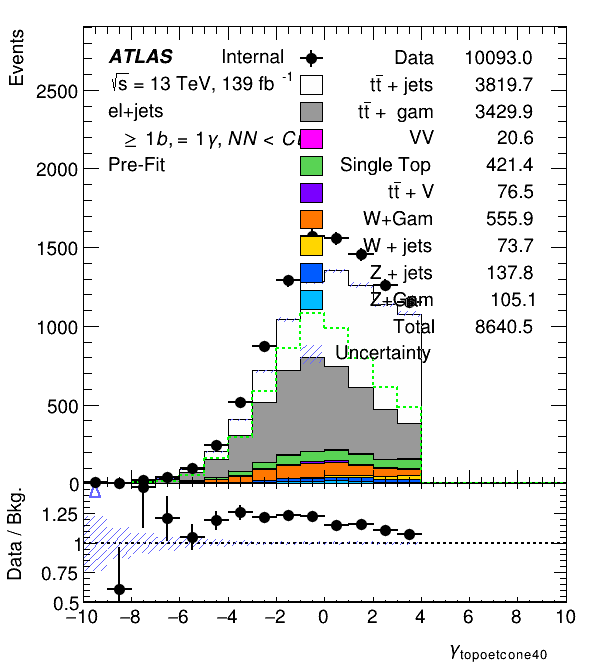 Events
ATLAS Internal
√s = 13 TeV, 139 fb⁻¹
el+jets
≥ 1b, = 1γ, NN < C
Pre-Fit
Data 10093.0
tt̄ + jets 3819.7
tt̄ + gam 3429.9
VV 20.6
Single Top 421.4
tt̄ + V 76.5
W+Gam 555.9
W + jets 73.7
Z + jets 137.8
Z+Gam 105.1
Total 8640.5
Uncertainty
2500
2000
1500
1000
500
0
Data / Bkg.
1.25
1
0.75
0.5
−10 −8 −6 −4 −2 0 2 4 6 8 10
γtopoetcone40